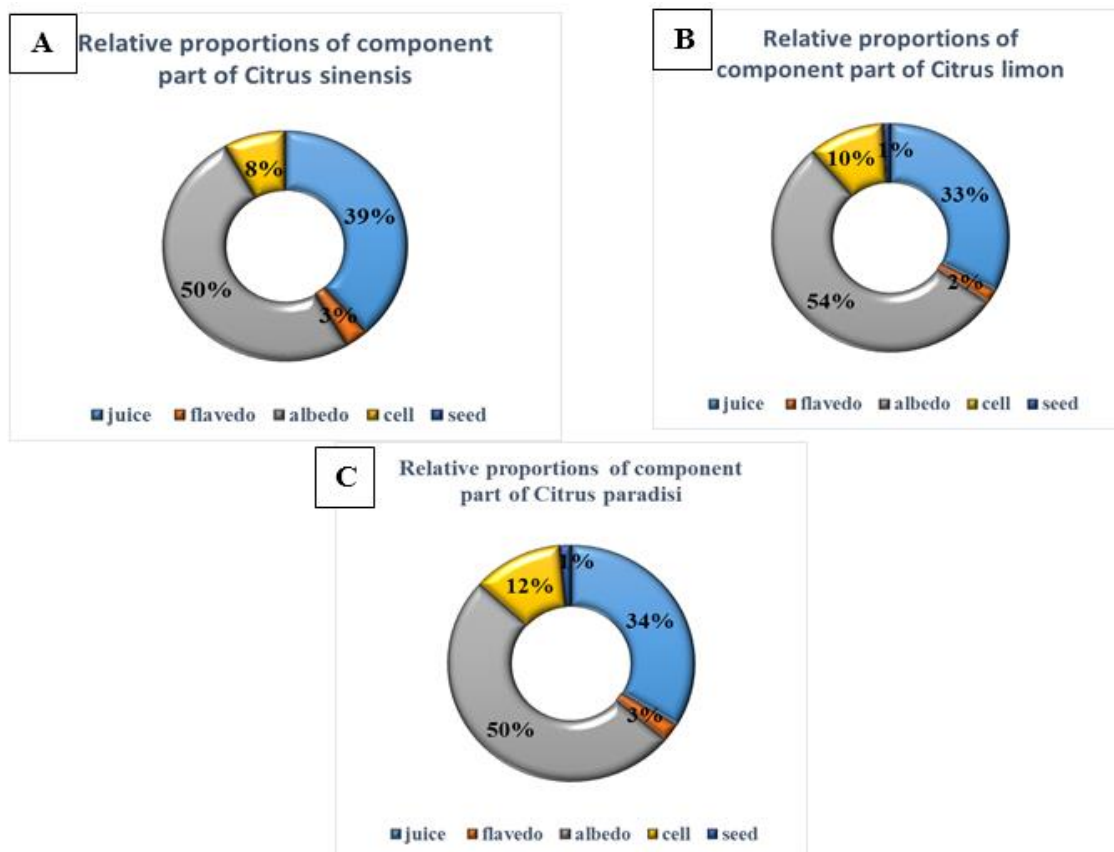 A
Relative proportions of component
part of Citrus sinensis
8%
39%
50%
3%
juice flavedo albedo cell seed
B
Relative proportions of
component part of Citrus limon
10%
1%
33%
2%
54%
juice flavedo albedo cell seed
C
Relative proportions of component
part of Citrus paradisi
1%
12%
34%
3%
50%
juice flavedo albedo cell seed